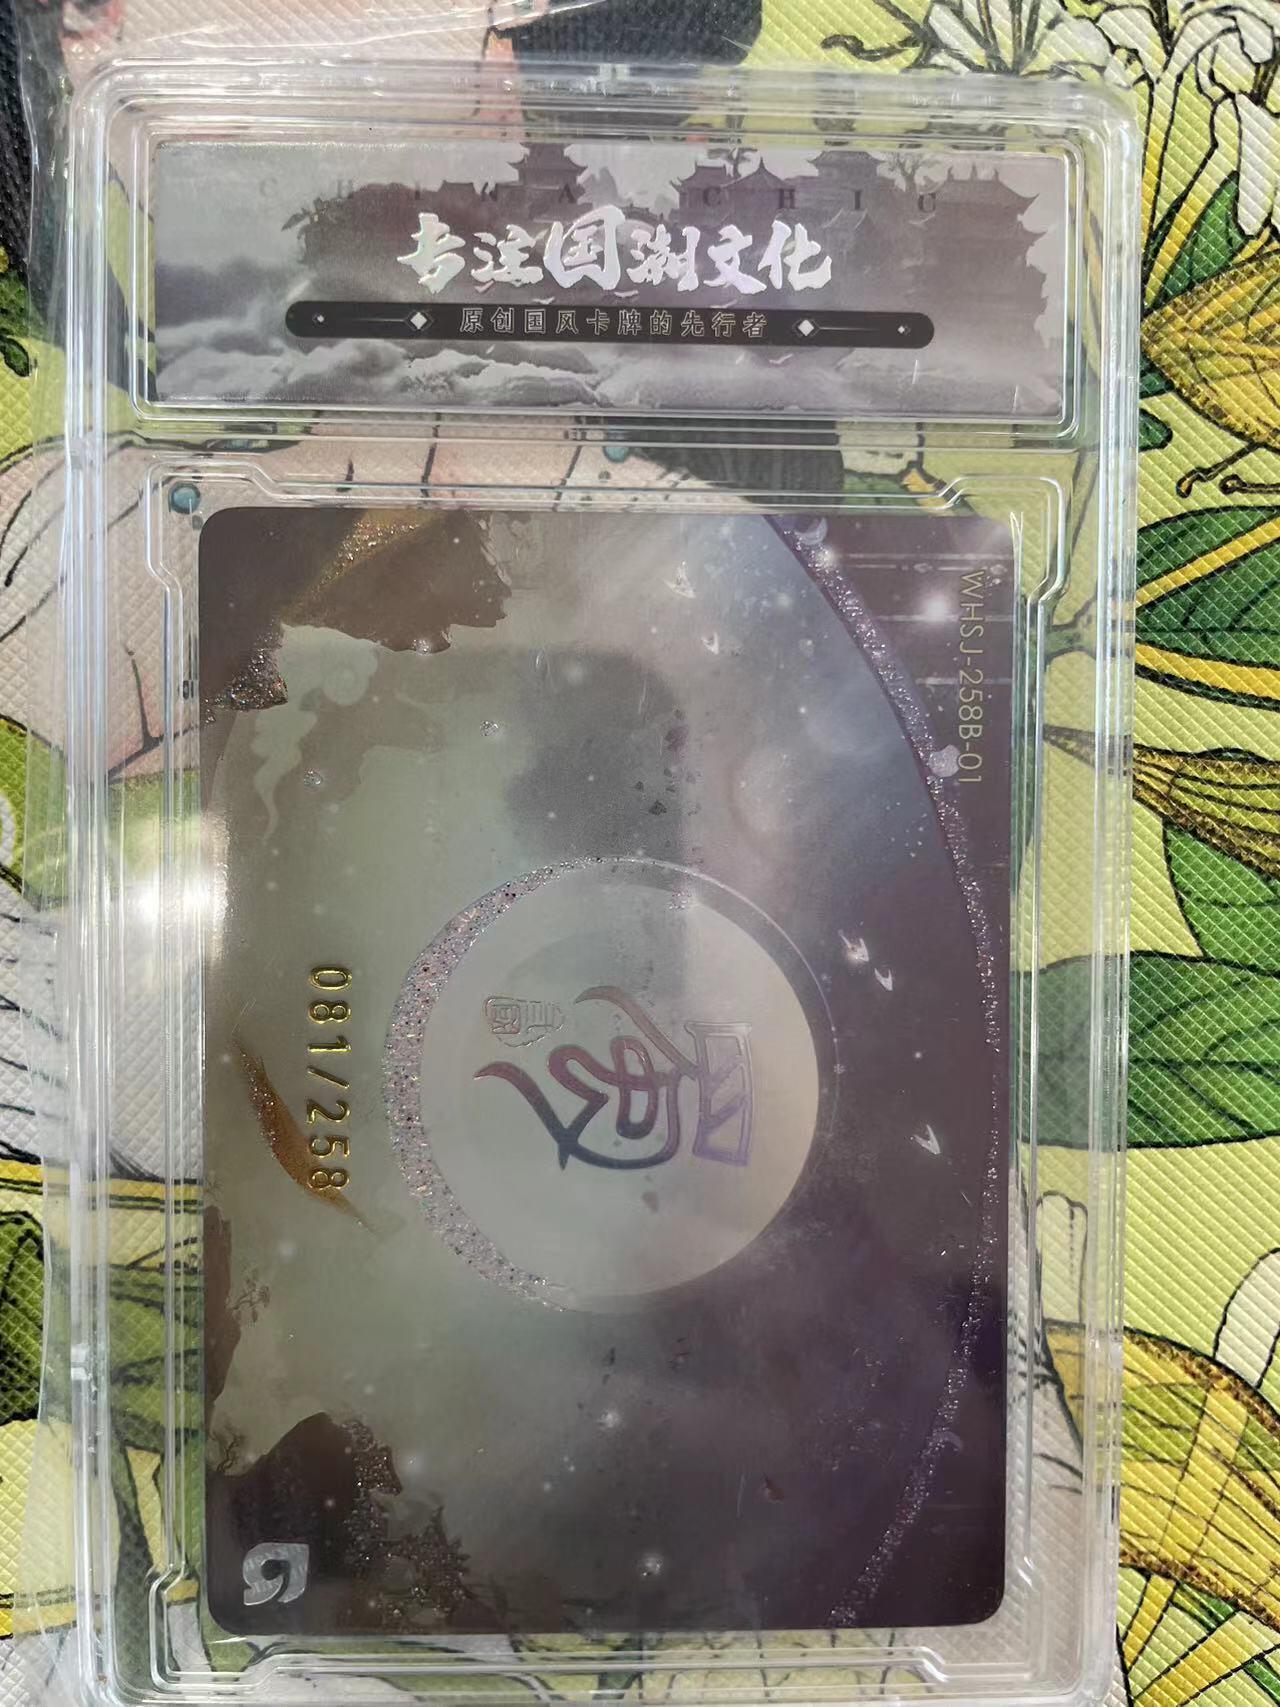 CHINA CHIC
专注国潮文化
原创国风卡牌的先行者
WHSJ-258B-01
081/258